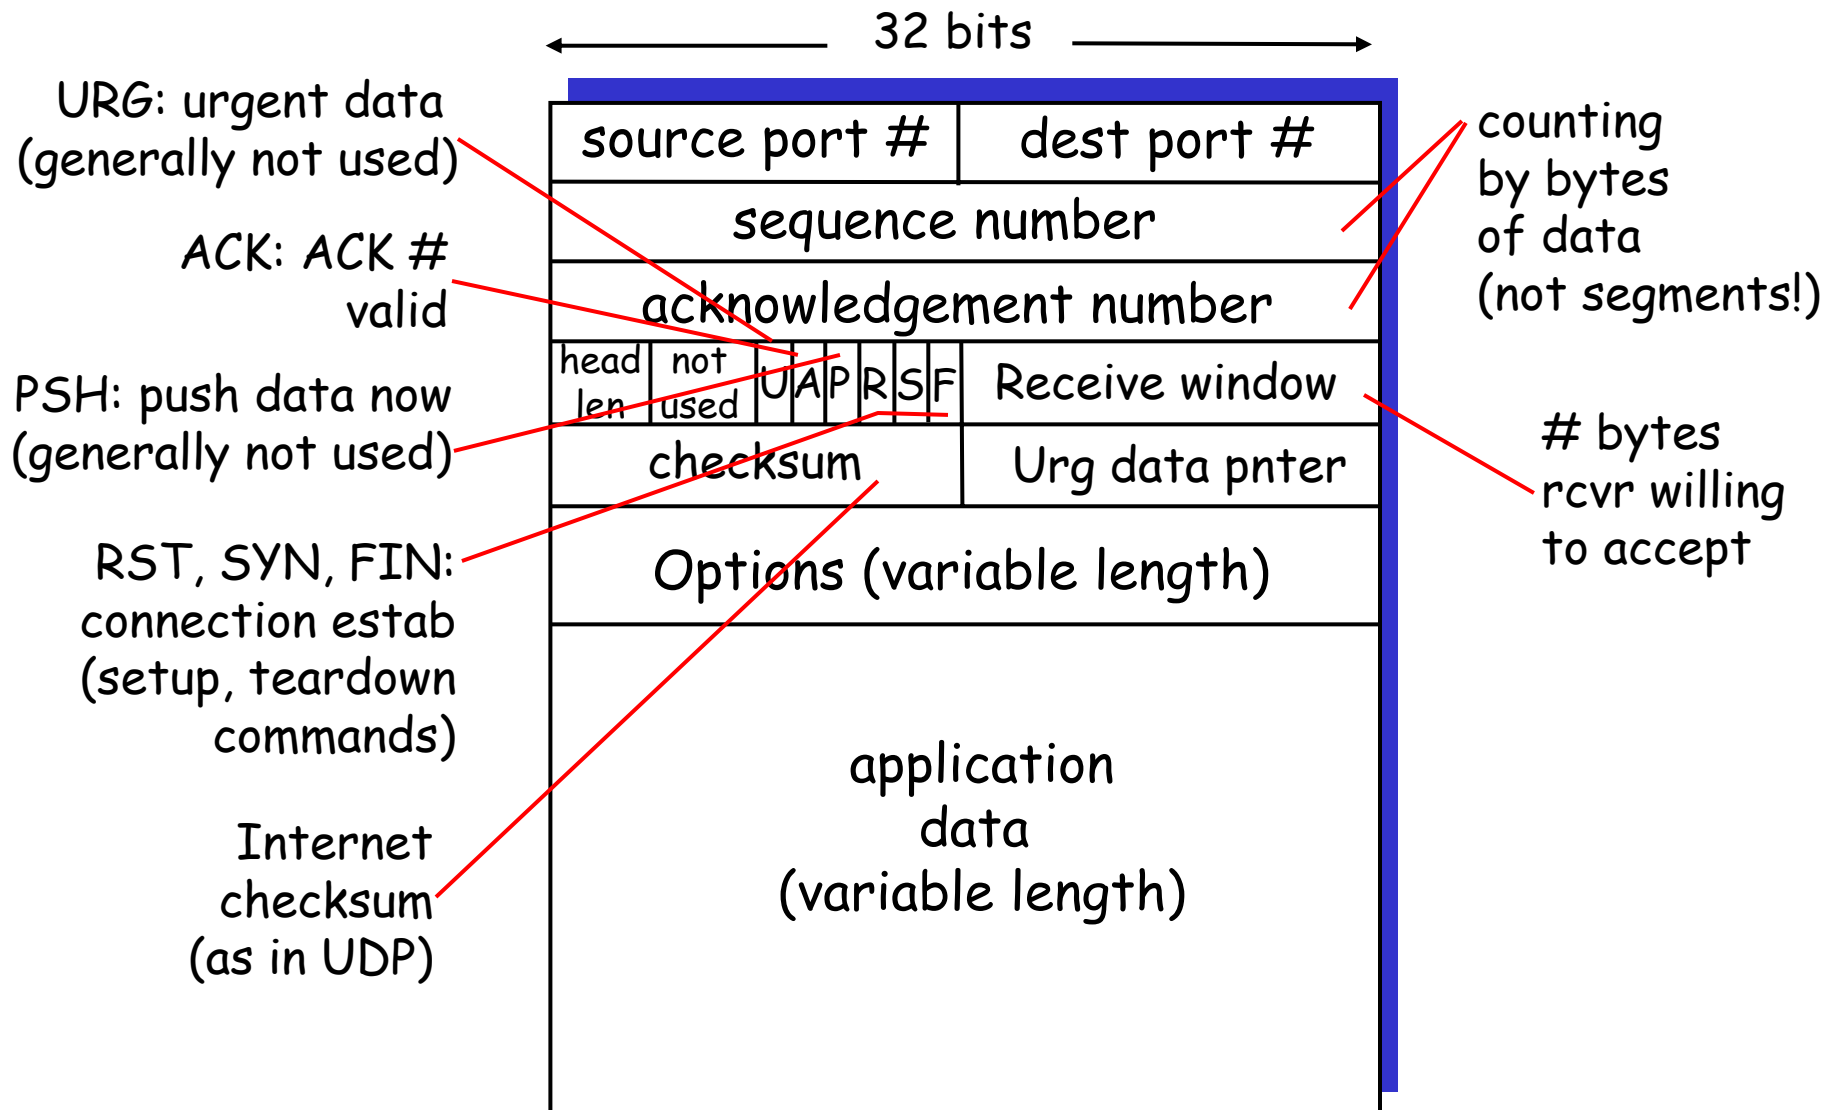 32 bits
URG: urgent data
(generally not used)
ACK: ACK #
valid
PSH: push data now
(generally not used)
RST, SYN, FIN:
connection estab
(setup, teardown
commands)
Internet
checksum
(as in UDP)
source port #
dest port #
sequence number
acknowledgement number
head
len
not
used
U
A
P
R
S
F
Receive window
checksum
Urg data pnter
Options (variable length)
application
data
(variable length)
counting
by bytes
of data
(not segments!)
# bytes
rcvr willing
to accept